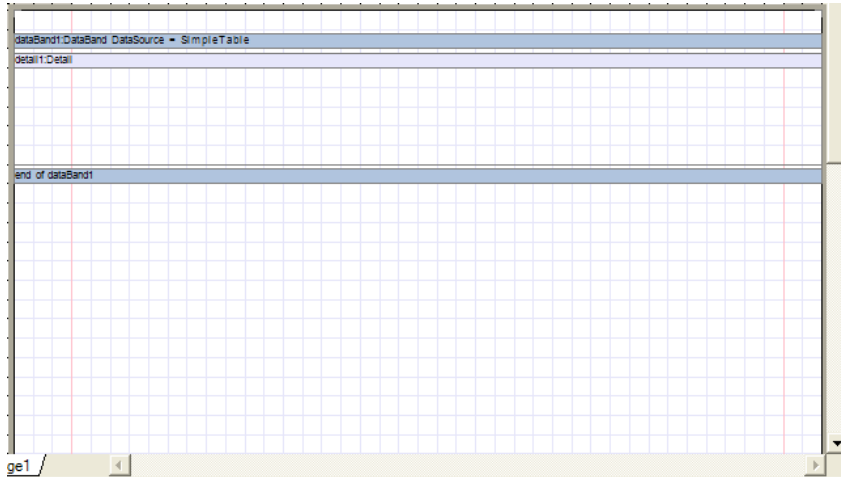 dataBand1:DataBand DataSource = SimpleTable
detail1:Detail
end of dataBand1
ge1